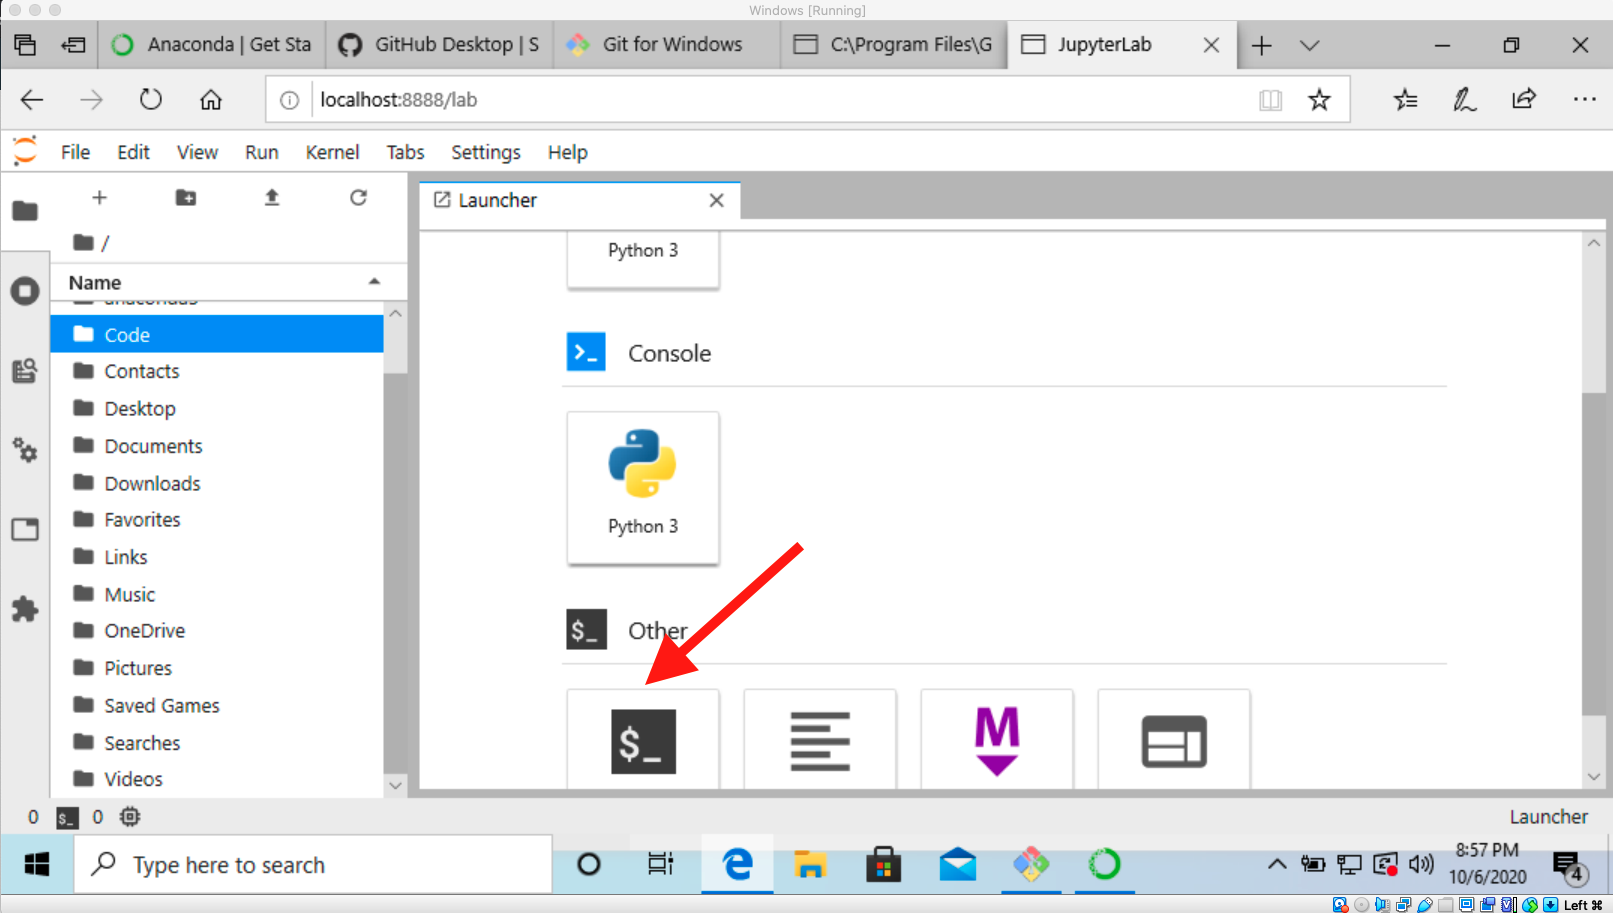 Windows [Running]
Anaconda | Get Sta
GitHub Desktop | S
Git for Windows
C:\Program Files\G
JupyterLab
localhost:8888/lab
File Edit View Run Kernel Tabs Settings Help
Launcher
/
Name
anaconda3
Code
Contacts
Desktop
Documents
Downloads
Favorites
Links
Music
OneDrive
Pictures
Saved Games
Searches
Videos
Python 3
Console
Python 3
$_ Other
$_
M
0 $_ 0
Launcher
Type here to search
8:57 PM
10/6/2020
4
Left ⌘